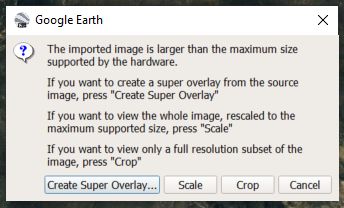 Google Earth
The imported image is larger than the maximum size
supported by the hardware.
If you want to create a super overlay from the source
image, press "Create Super Overlay"
If you want to view the whole image, rescaled to the
maximum supported size, press "Scale"
If you want to view only a full resolution subset of the
image, press "Crop"
Create Super Overlay... Scale Crop Cancel